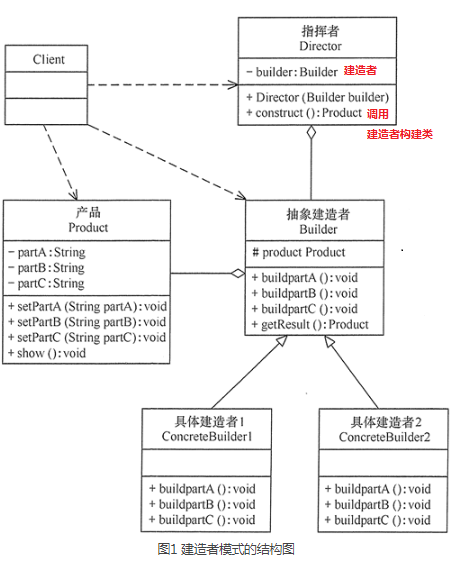 Client
指挥者
Director
− builder:Builder 建造者
+ Director (Builder builder)
+ construct ():Product 调用
建造者构建类
产品
Product
− partA:String
− partB:String
− partC:String
+ setPartA (String partA):void
+ setPartB (String partB):void
+ setPartC (String partC):void
+ show ():void
抽象建造者
Builder
# product Product
+ buildpartA ():void
+ buildpartB ():void
+ buildpartC ():void
+ getResult ():Product
具体建造者1
ConcreteBuilder1
+ buildpartA ():void
+ buildpartB ():void
+ buildpartC ():void
具体建造者2
ConcreteBuilder2
+ buildpartA ():void
+ buildpartB ():void
+ buildpartC ():void
图1 建造者模式的结构图